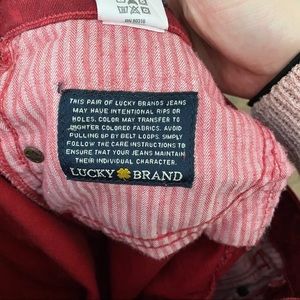 RN 80318
THIS PAIR OF LUCKY BRANDS JEANS
MAY HAVE INTENTIONAL RIPS OR
HOLES. COLOR MAY TRANSFER TO
LIGHTER COLORED FABRICS. AVOID
PULLING UP BY BELT LOOPS. SIMPLY
FOLLOW THE CARE INSTRUCTIONS TO
ENSURE THAT YOUR JEANS MAINTAIN
THEIR INDIVIDUAL CHARACTER.
LUCKY BRAND